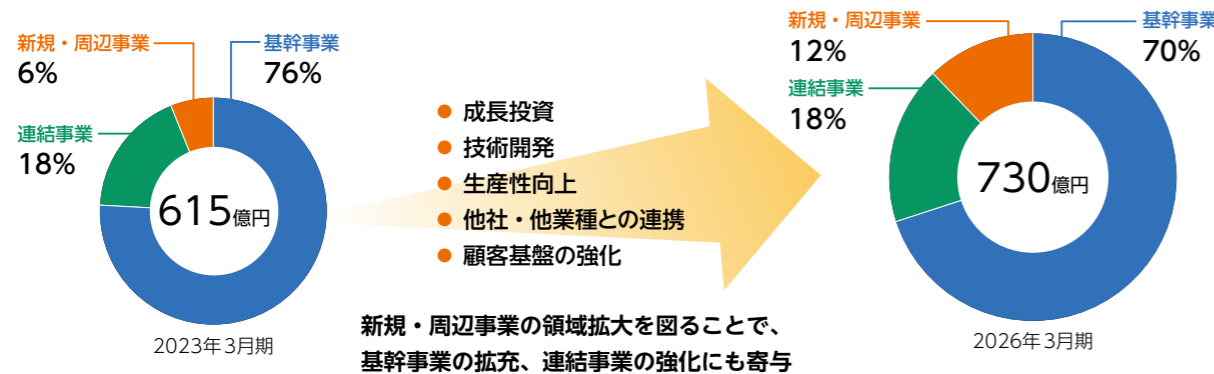 新規・周辺事業
6%
基幹事業
76%
連結事業
18%
615億円
2023年3月期
● 成長投資
● 技術開発
● 生産性向上
● 他社・他業種との連携
● 顧客基盤の強化
新規・周辺事業の領域拡大を図ることで、
基幹事業の拡充、連結事業の強化にも寄与
新規・周辺事業
12%
基幹事業
70%
連結事業
18%
730億円
2026年3月期